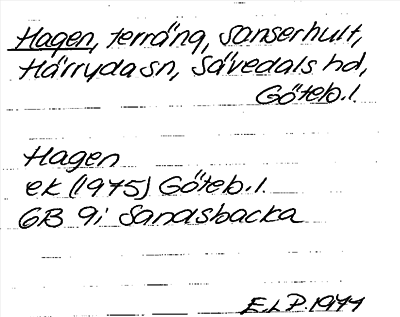 Hagen, terräng, Sanserhult,
Härryda sn, Sävedals hd,
Göteb. l.
Hagen
ek (1975) Göteb. l.
6B 9i Sandsbacka
E.L.P. 1977